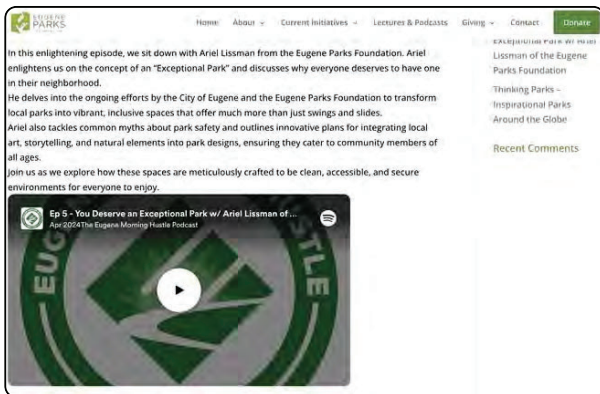 EUGENE
PARKS
Home
About
Current Initiatives
Lectures & Podcasts
Giving
Contact
Donate
In this enlightening episode, we sit down with Ariel Lissman from the Eugene Parks Foundation. Ariel
enlightens us on the concept of an "Exceptional Park" and discusses why everyone deserves to have one
in their neighborhood.
He delves into the ongoing efforts by the City of Eugene and the Eugene Parks Foundation to transform
local parks into vibrant, inclusive spaces that offer much more than just swings and slides.
Ariel also tackles common myths about park safety and outlines innovative plans for integrating local
art, storytelling, and natural elements into park designs, ensuring they cater to community members of
all ages.
Join us as we explore how these spaces are meticulously crafted to be clean, accessible, and secure
environments for everyone to enjoy.
Ep 5 - You Deserve an Exceptional Park w/ Ariel Lissman of ...
Apr 2024The Eugene Morning Hustle Podcast
Exceptional Park w/ Ariel
Lissman of the Eugene
Parks Foundation
Thinking Parks –
Inspirational Parks
Around the Globe
Recent Comments